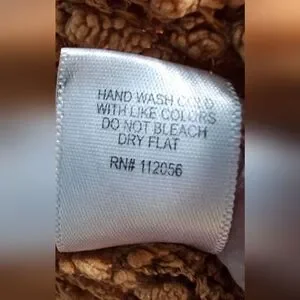 HAND WASH COLD
WITH LIKE COLORS
DO NOT BLEACH
DRY FLAT
RN# 112056